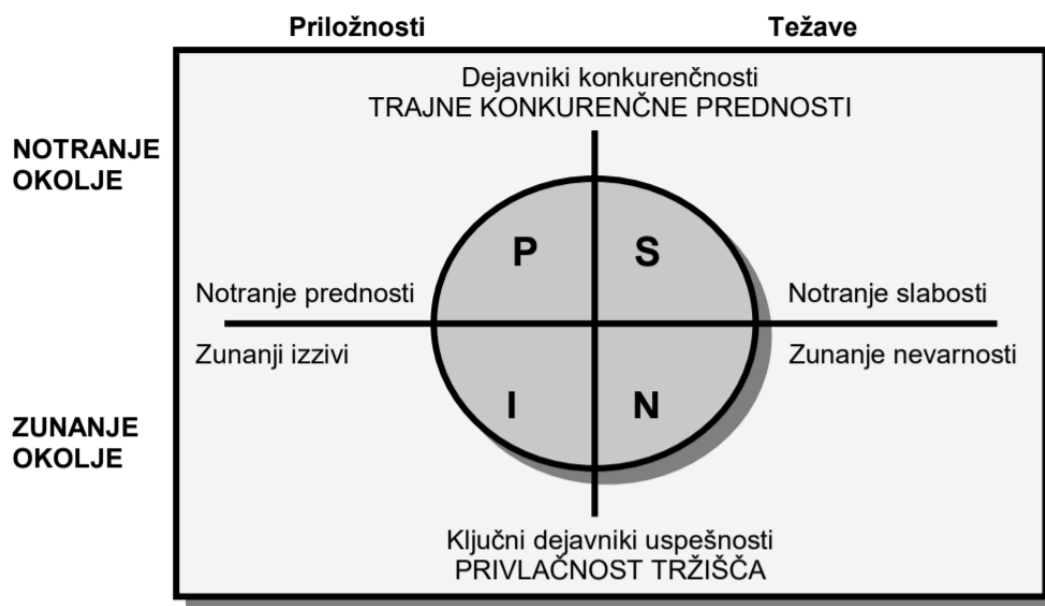 Priložnosti
Težave
Dejavniki konkurenčnosti
TRAJNE KONKURENČNE PREDNOSTI
NOTRANJE
OKOLJE
P
S
Notranje prednosti
Notranje slabosti
Zunanji izzivi
Zunanje nevarnosti
I
N
ZUNANJE
OKOLJE
Ključni dejavniki uspešnosti
PRIVLAČNOST TRŽIŠČA